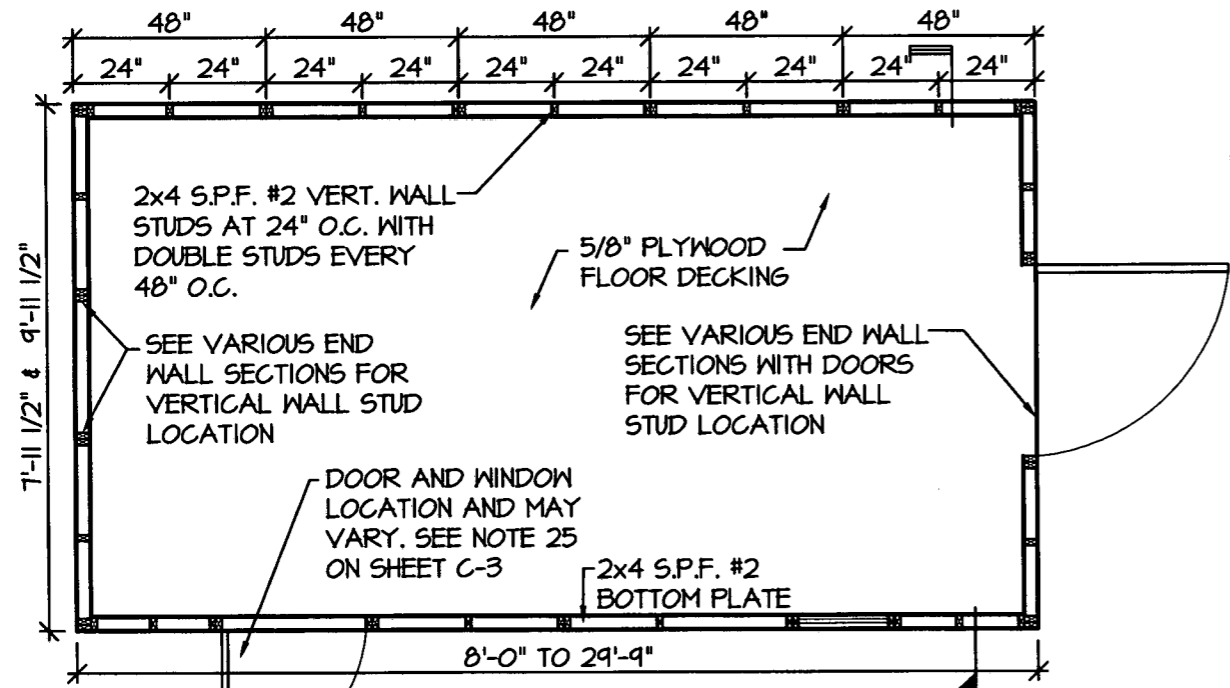 48" 48" 48" 48" 48"
24" 24" 24" 24" 24" 24" 24" 24" 24" 24"
2x4 S.P.F. #2 VERT. WALL
STUDS AT 24" O.C. WITH
DOUBLE STUDS EVERY
48" O.C.
5/8" PLYWOOD
FLOOR DECKING
7'-11 1/2" & 9'-11 1/2"
SEE VARIOUS END
WALL SECTIONS FOR
VERTICAL WALL STUD
LOCATION
SEE VARIOUS END WALL
SECTIONS WITH DOORS
FOR VERTICAL WALL
STUD LOCATION
DOOR AND WINDOW
LOCATION AND MAY
VARY. SEE NOTE 25
ON SHEET C-3
2x4 S.P.F. #2
BOTTOM PLATE
8'-0" TO 29'-9"